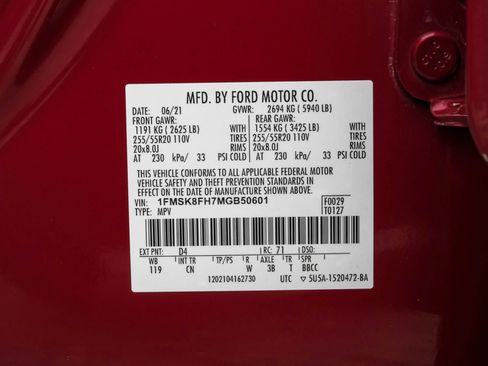 MFD. BY FORD MOTOR CO.
DATE: 06/21 GVWR: 2694 KG ( 5940 LB)
FRONT GAWR: REAR GAWR:
1191 KG ( 2625 LB) WITH 1554 KG ( 3425 LB) WITH
255/55R20 110V TIRES 255/55R20 110V TIRES
20x8.0J RIMS 20x8.0J RIMS
AT 230 kPa/ 33 PSI COLD AT 230 kPa/ 33 PSI COLD
THIS VEHICLE CONFORMS TO ALL APPLICABLE FEDERAL MOTOR
VEHICLE SAFETY AND THEFT PREVENTION STANDARDS IN
EFFECT ON THE DATE OF MANUFACTURE SHOWN ABOVE.
VIN: 1FMSK8FH7MGB50601 F0029
TYPE: MPV T0127
EXT PNT: D4 RC: 71 DSO:
WB INT TR TP/PS R AXLE TR SPR
119 CN W 3B T BBCC
1202104162730 UTC ▽ 5U5A-1520472-BA